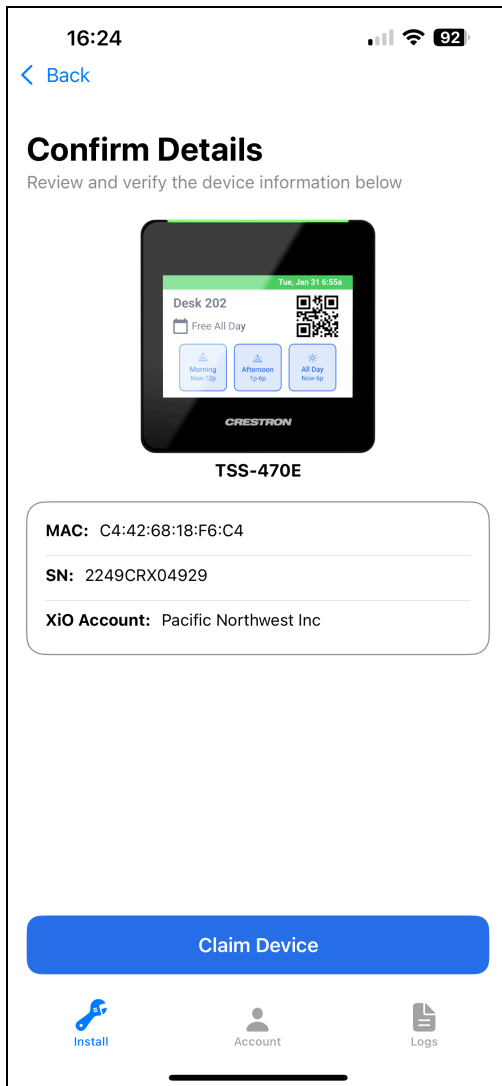 16:24
92
Back
Confirm Details
Review and verify the device information below
Tue, Jan 31 6:55a
Desk 202
Free All Day
Morning
Now-12p
Afternoon
1p-6p
All Day
Now-6p
CRESTRON
TSS-470E
MAC: C4:42:68:18:F6:C4
SN: 2249CRX04929
XiO Account: Pacific Northwest Inc
Claim Device
Install
Account
Logs